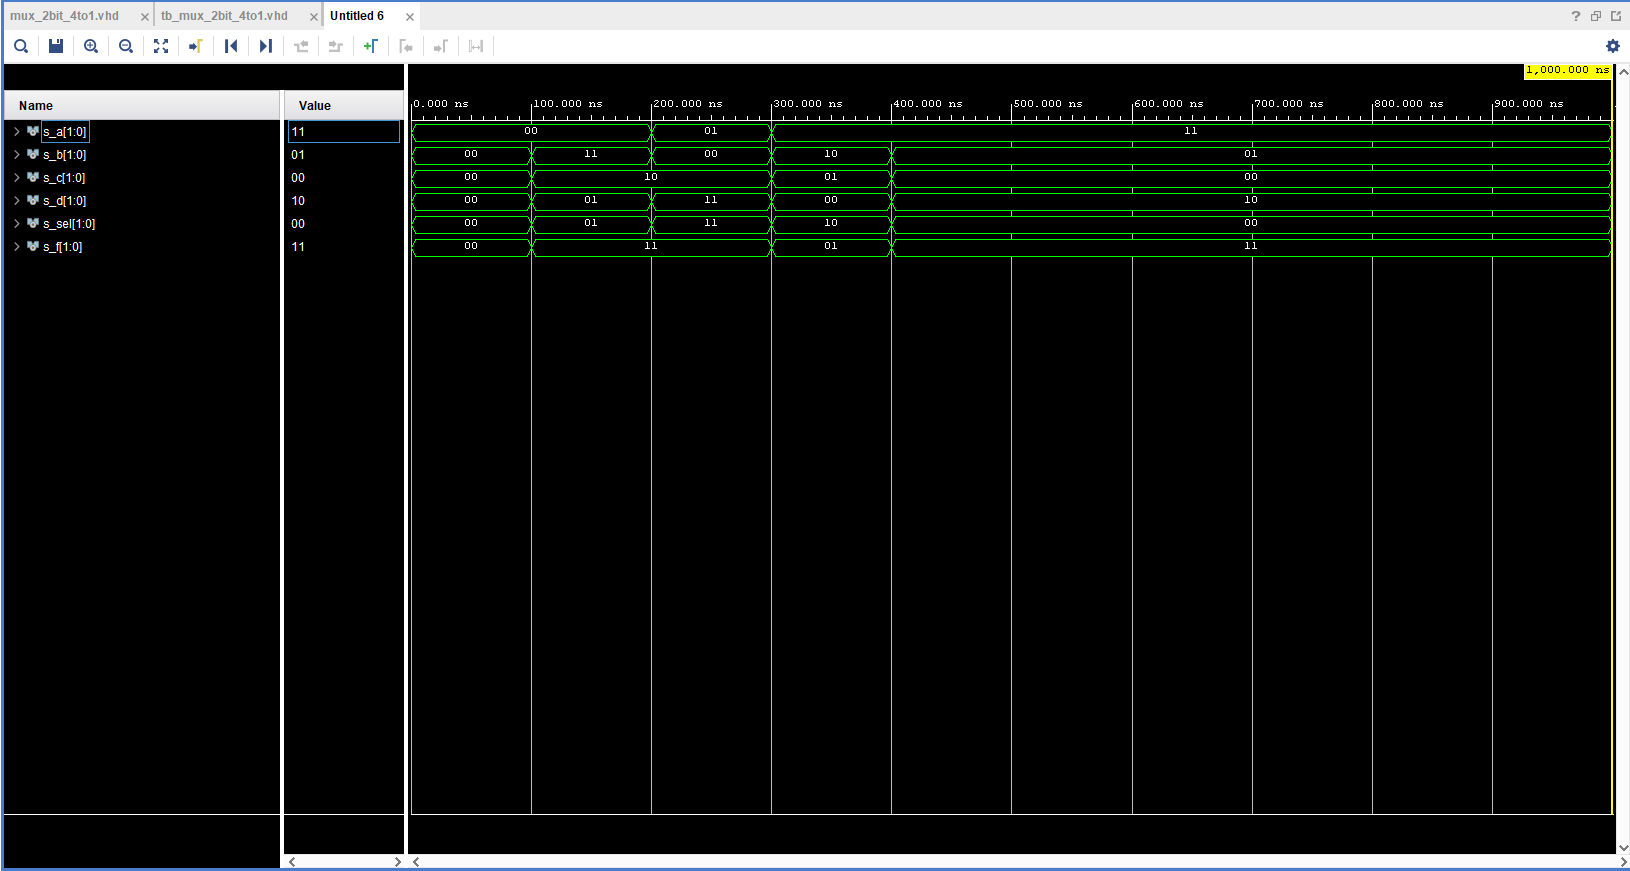 mux_2bit_4to1.vhd tb_mux_2bit_4to1.vhd Untitled 6
1,000.000 ns
Name Value 0.000 ns 100.000 ns 200.000 ns 300.000 ns 400.000 ns 500.000 ns 600.000 ns 700.000 ns 800.000 ns 900.000 ns
s_a[1:0] 11 00 01 11
s_b[1:0] 01 00 11 00 10 01
s_c[1:0] 00 00 10 01 00
s_d[1:0] 10 00 01 11 00 10
s_sel[1:0] 00 00 01 11 10 00
s_f[1:0] 11 00 11 01 11